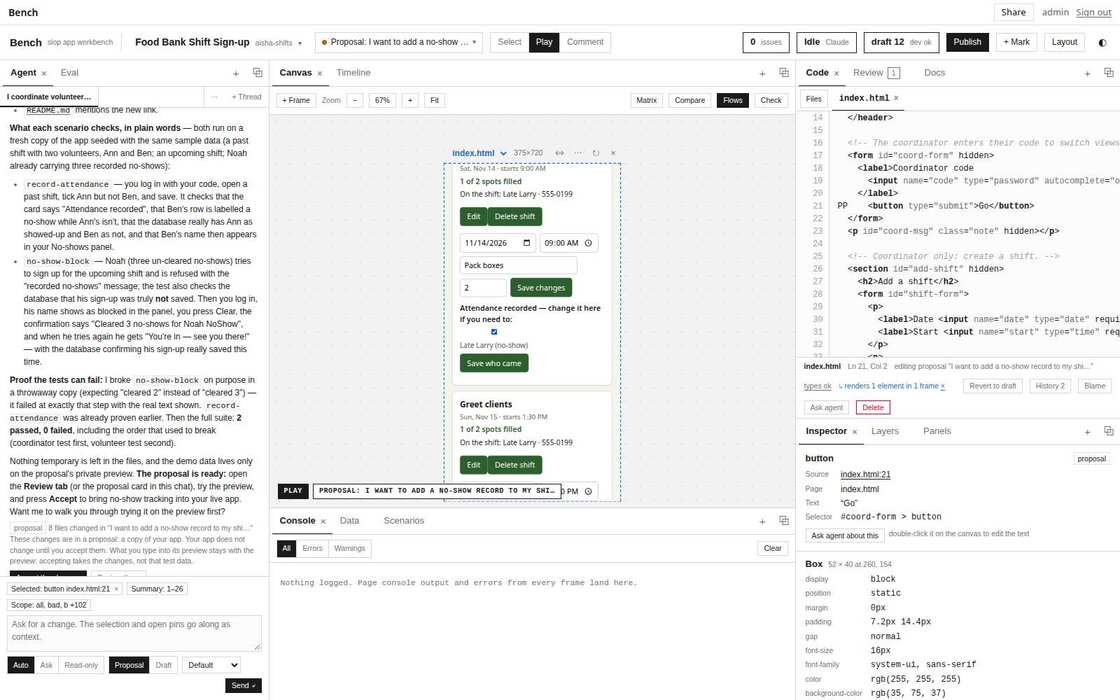 Bench
Share admin Sign out
Bench slop app workbench Food Bank Shift Sign-up aisha-shifts ▾ Proposal: I want to add a no-show … ▾ Select Play Comment 0 issues Idle Claude draft 12 dev ok Publish + Mark Layout
Agent × Eval +
I coordinate volunteer… ··· + Thread
README.md mentions the new link.
What each scenario checks, in plain words — both run on a
fresh copy of the app seeded with the same sample data (a past
shift with two volunteers, Ann and Ben; an upcoming shift; Noah
already carrying three recorded no-shows):
• record-attendance — you log in with your code, open a
past shift, tick Ann but not Ben, and save. It checks that the
card says "Attendance recorded", that Ben's row is labelled a
no-show while Ann's isn't, that the database really has Ann as
showed-up and Ben as not, and that Ben's name then appears
in your No-shows panel.
• no-show-block — Noah (three un-cleared no-shows) tries
to sign up for the upcoming shift and is refused with the
"recorded no-shows" message; the test also checks the
database that his sign-up was truly not saved. Then you log in,
his name shows as blocked in the panel, you press Clear, the
confirmation says "Cleared 3 no-shows for Noah NoShow",
and when he tries again he gets "You're in — see you there!"
— with the database confirming his sign-up really saved this
time.
Proof the tests can fail: I broke no-show-block on purpose in
a throwaway copy (expecting "cleared 2" instead of "cleared 3") —
it failed at exactly that step with the real text shown. record-
attendance was already proven earlier. Then the full suite: 2
passed, 0 failed, including the order that used to break
(coordinator test first, volunteer test second).
Nothing temporary is left in the files, and the demo data lives
only on the proposal's private preview. The proposal is ready: open
the Review tab (or the proposal card in this chat), try the preview,
and press Accept to bring no-show tracking into your live app.
Want me to walk you through trying it on the preview first?
proposal 8 files changed in "I want to add a no-show record to my shi…"
These changes are in a proposal: a copy of your app. Your app does not
change until you accept them. What you type into its preview stays with the
preview: accepting takes the changes, not that test data.
Selected: button index.html:21 × Summary: 1–26
Scope: all, bad, b +102
Ask for a change. The selection and open pins go along as
context.
Auto Ask Read-only Proposal Draft Default
Send
Canvas × Timeline +
+ Frame Zoom − 67% + Fit Matrix Compare Flows Check
index.html 375×720 ··· ×
Sat, Nov 14 · starts 9:00 AM
1 of 2 spots filled
On the shift: Late Larry · 555-0199
Edit Delete shift
11/14/2026 09:00 AM
Pack boxes
2 Save changes
Attendance recorded — change it here
if you need to:
Late Larry (no-show)
Save who came
Greet clients
Sun, Nov 15 · starts 1:30 PM
1 of 2 spots filled
On the shift: Late Larry · 555-0199
Edit Delete shift
PLAY PROPOSAL: I WANT TO ADD A NO-SHOW RECORD TO MY SHI… PM
Console × Data Scenarios +
All Errors Warnings Clear
Nothing logged. Page console output and errors from every frame land here.
Code × Review 1 Docs +
Files index.html ×
14 </header>
15
16 <!-- The coordinator enters their code to switch views
17 <form id="coord-form" hidden>
18 <label>Coordinator code
19 <input name="code" type="password" autocomplete="o
20 </label>
21 PP <button type="submit">Go</button>
22 </form>
23 <p id="coord-msg" class="note" hidden></p>
24
25 <!-- Coordinator only: create a shift. -->
26 <section id="add-shift" hidden>
27 <h2>Add a shift</h2>
28 <form id="shift-form">
29 <p>
30 <label>Date <input name="date" type="date" requi
31 <label>Start <input name="start" type="time" req
32 </p>
33 <p>
index.html Ln 21, Col 2 editing proposal "I want to add a no-show record to my shi…"
types ok renders 1 element in 1 frame × Revert to draft History 2 Blame
Ask agent Delete
Inspector × Layers Panels +
button proposal
Source index.html:21
Page index.html
Text "Go"
Selector #coord-form > button
Ask agent about this double-click it on the canvas to edit the text
Box 52 × 40 at 260, 154
display block
position static
margin 0px
padding 7.2px 14.4px
gap normal
font-size 16px
font-family system-ui, sans-serif
color rgb(255, 255, 255)
background-color rgb(35, 75, 37)